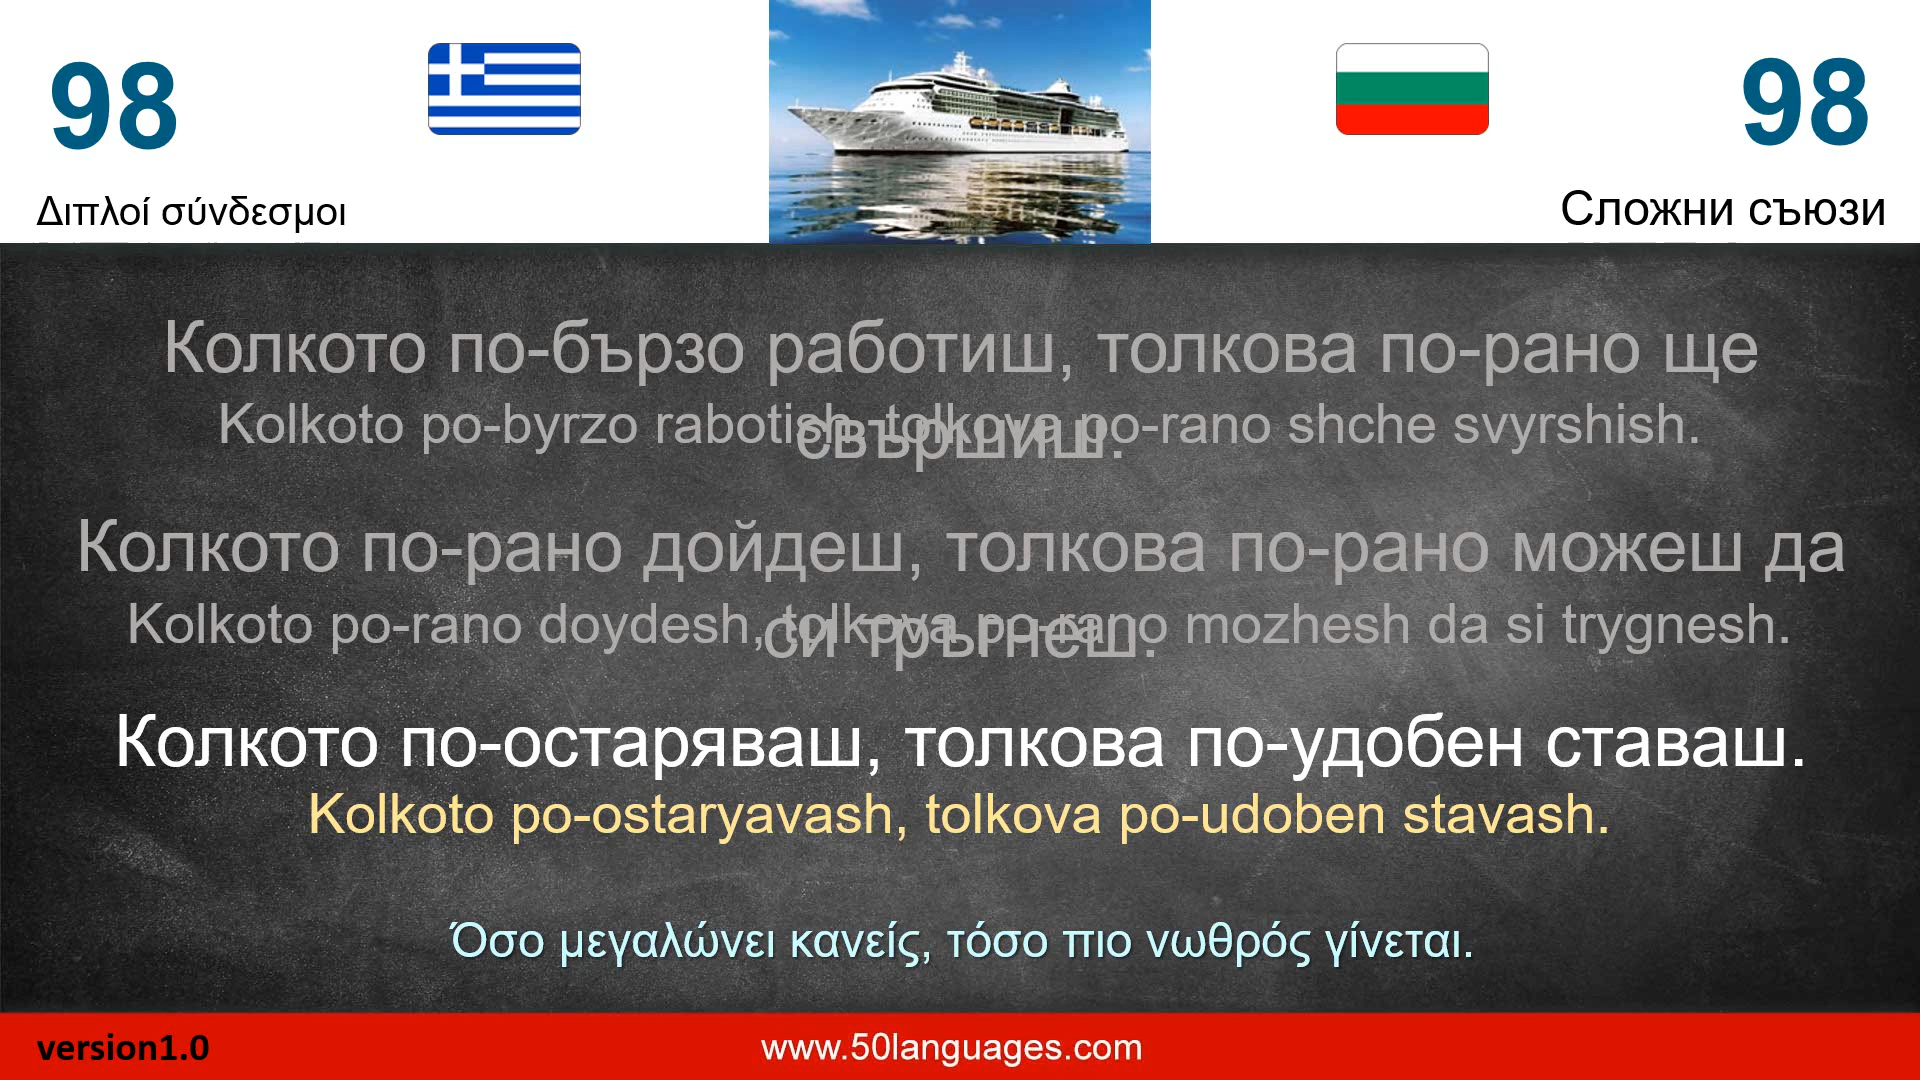 98
98
Διπλοί σύνδεσμοι
Сложни съюзи
Колкото по-бързо работиш, толкова по-рано ще
свършиш.
Kolkoto po-byrzo rabotish, tolkova po-rano shche svyrshish.
Колкото по-рано дойдеш, толкова по-рано можеш да
си тръгнеш.
Kolkoto po-rano doydesh, tolkova po-rano mozhesh da si trygnesh.
Колкото по-остаряваш, толкова по-удобен ставаш.
Kolkoto po-ostaryavash, tolkova po-udoben stavash.
Όσο μεγαλώνει κανείς, τόσο πιο νωθρός γίνεται.
version1.0
www.50languages.com